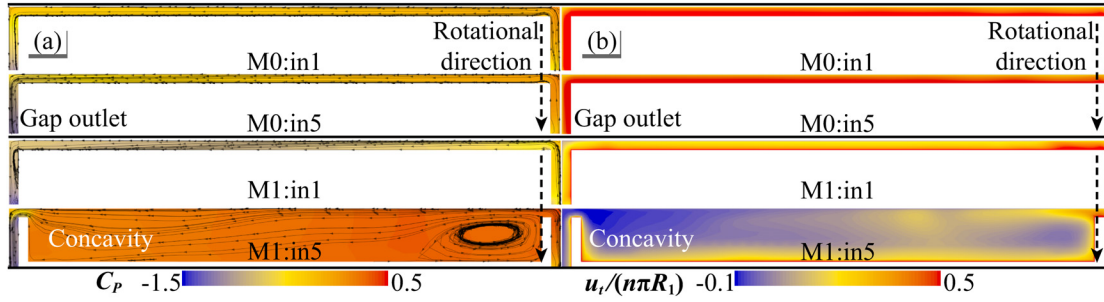 (a)
M0:in1
Rotational
direction
Gap outlet
M0:in5
M1:in1
Concavity
M1:in5
C_P -1.5 0.5
(b)
M0:in1
Rotational
direction
Gap outlet
M0:in5
M1:in1
Concavity
M1:in5
u_t/(nπR_1) -0.1 0.5